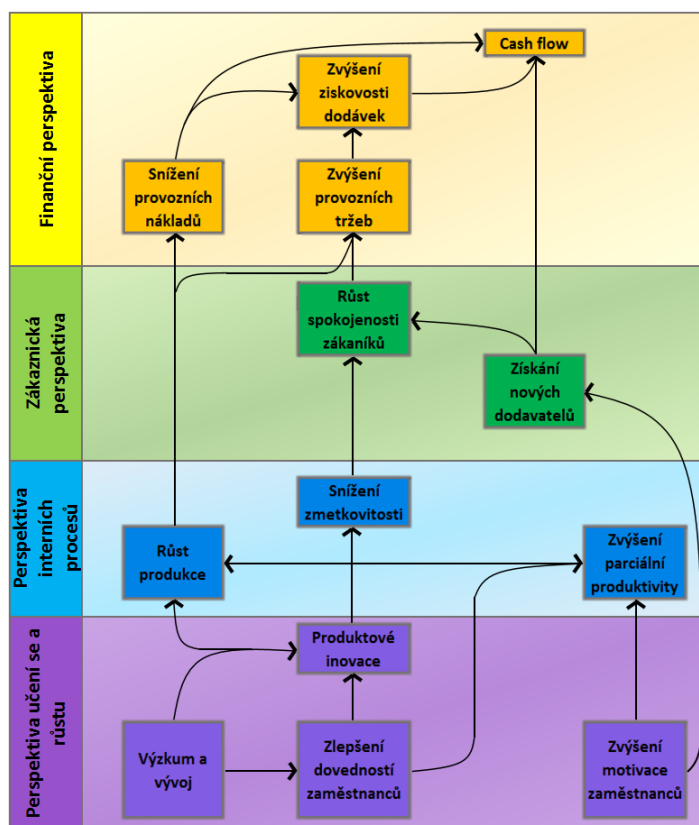 Finanční perspektiva
Cash flow
Zvýšení
ziskovosti
dodávek
Snížení
provozních
nákladů
Zvýšení
provozních
tržeb
Zákaznická
perspektiva
Růst
spokojenosti
zákaníků
Získání
nových
dodavatelů
Perspektiva
interních
procesů
Snížení
zmetkovitosti
Růst
produkce
Zvýšení
parciální
produktivity
Perspektiva učení se a
růstu
Produktové
inovace
Výzkum a
vývoj
Zlepšení
dovedností
zaměstnanců
Zvýšení
motivace
zaměstnanců